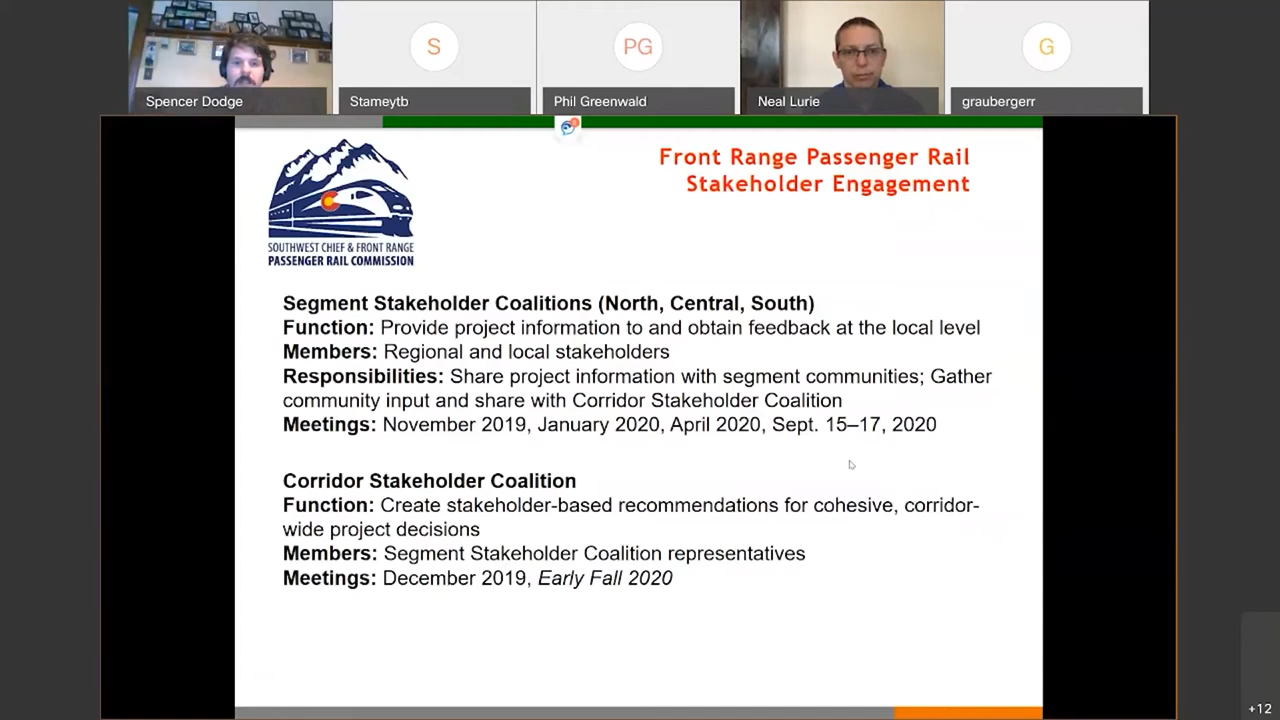 S
PG
G
Spencer Dodge
Stameytb
Phil Greenwald
Neal Lurie
graubergerr
Front Range Passenger Rail
Stakeholder Engagement
SOUTHWEST CHIEF & FRONT RANGE
PASSENGER RAIL COMMISSION
Segment Stakeholder Coalitions (North, Central, South)
Function: Provide project information to and obtain feedback at the local level
Members: Regional and local stakeholders
Responsibilities: Share project information with segment communities; Gather
community input and share with Corridor Stakeholder Coalition
Meetings: November 2019, January 2020, April 2020, Sept. 15–17, 2020
Corridor Stakeholder Coalition
Function: Create stakeholder-based recommendations for cohesive, corridor-
wide project decisions
Members: Segment Stakeholder Coalition representatives
Meetings: December 2019, Early Fall 2020
+12